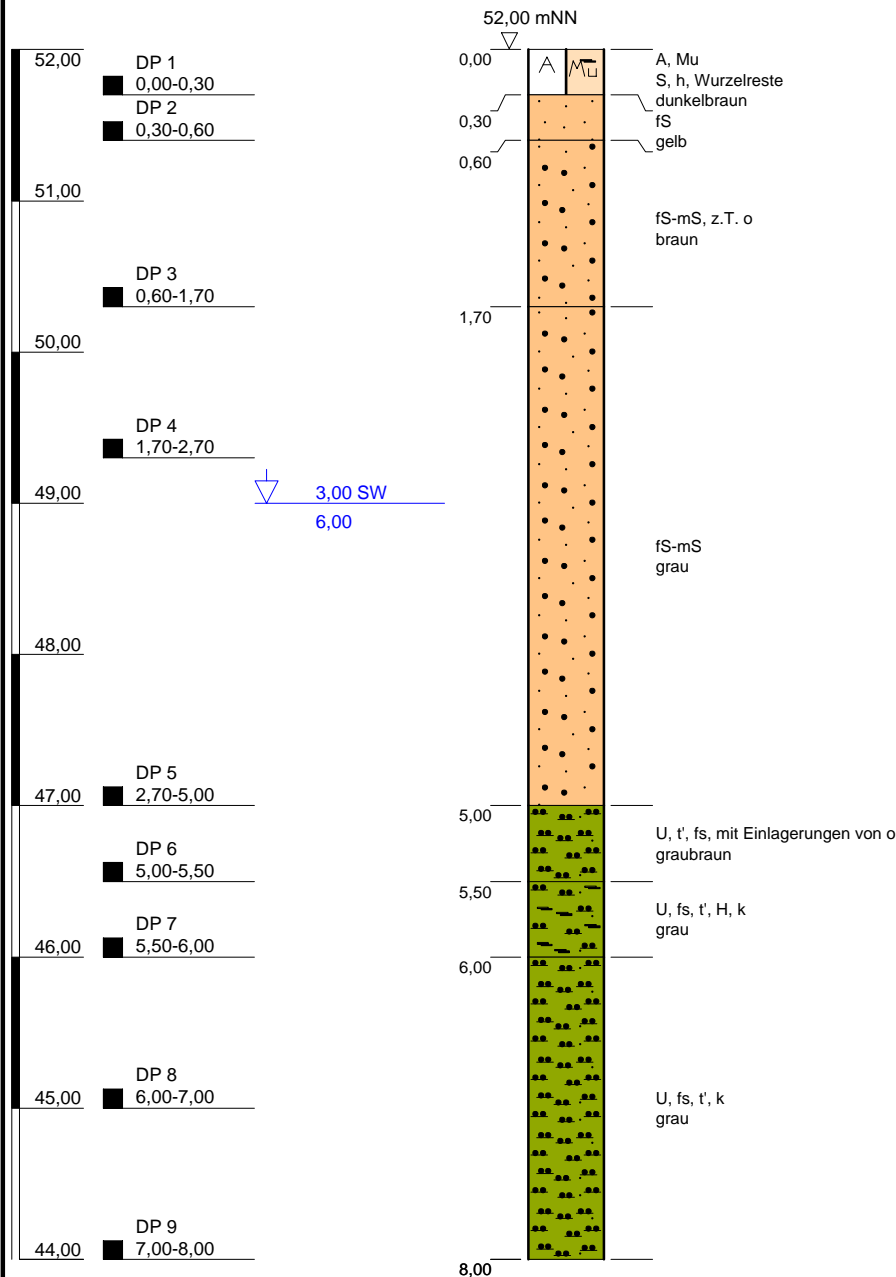 52,00 mNN
52,00
DP 1
0,00-0,30
0,00
A
Mu
A, Mu
S, h, Wurzelreste
dunkelbraun
DP 2
0,30-0,60
0,30
fS
gelb
0,60
51,00
fS-mS, z.T. o
braun
DP 3
0,60-1,70
1,70
50,00
DP 4
1,70-2,70
49,00
3,00 SW
6,00
fS-mS
grau
48,00
DP 5
2,70-5,00
47,00
5,00
U, t', fs, mit Einlagerungen von o
graubraun
DP 6
5,00-5,50
5,50
U, fs, t', H, k
grau
DP 7
5,50-6,00
46,00
6,00
DP 8
6,00-7,00
45,00
U, fs, t', k
grau
DP 9
7,00-8,00
44,00
8,00